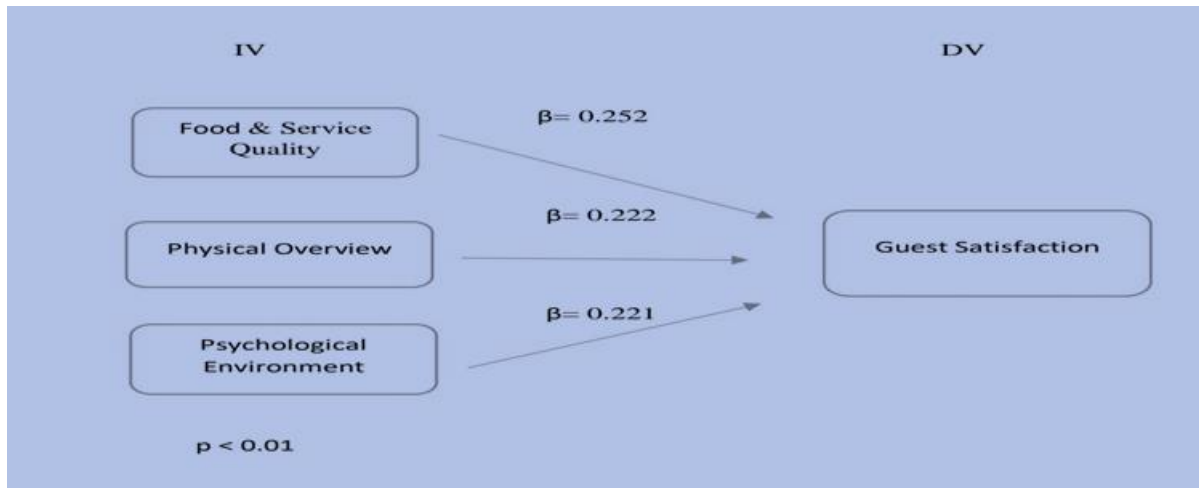 IV
DV
Food & Service
Quality
β= 0.252
Physical Overview
β= 0.222
Guest Satisfaction
Psychological
Environment
β= 0.221
p < 0.01